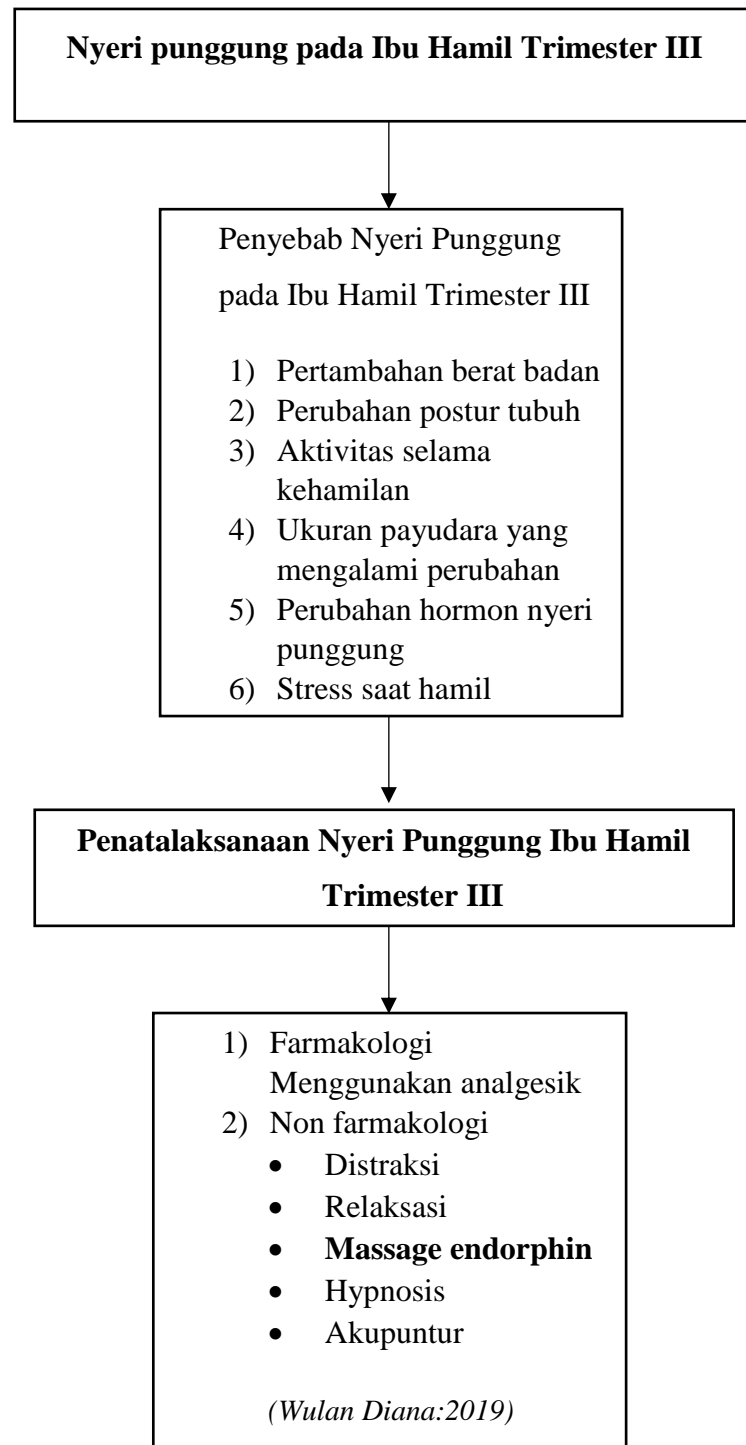 Nyeri punggung pada Ibu Hamil Trimester III
Penyebab Nyeri Punggung
pada Ibu Hamil Trimester III
1) Pertambahan berat badan
2) Perubahan postur tubuh
3) Aktivitas selama
kehamilan
4) Ukuran payudara yang
mengalami perubahan
5) Perubahan hormon nyeri
punggung
6) Stress saat hamil
Penatalaksanaan Nyeri Punggung Ibu Hamil
Trimester III
1) Farmakologi
Menggunakan analgesik
2) Non farmakologi
• Distraksi
• Relaksasi
• Massage endorphin
• Hypnosis
• Akupuntur
(Wulan Diana:2019)